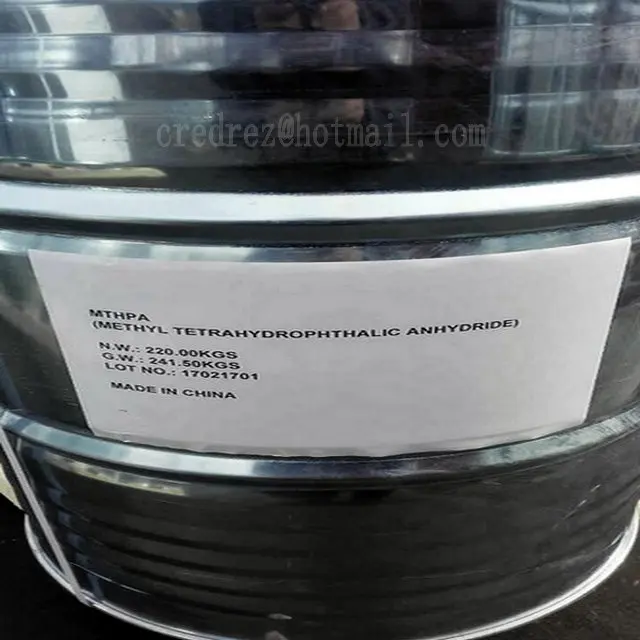 credrez@hotmail.com
MTHPA
(METHYL TETRAHYDROPHTHALIC ANHYDRIDE)
N.W.: 220.00KGS
G.W.: 241.50KGS
LOT NO.: 17021701
MADE IN CHINA